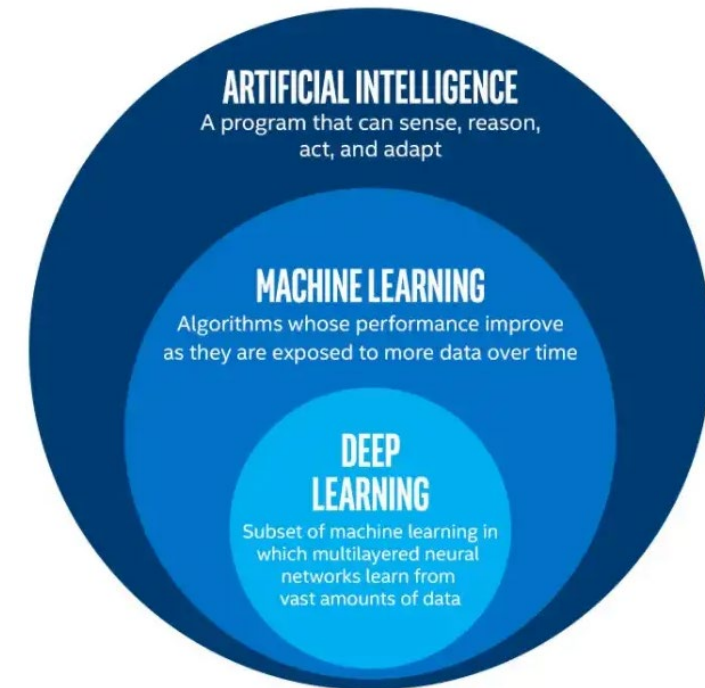 ARTIFICIAL INTELLIGENCE
A program that can sense, reason,
act, and adapt
MACHINE LEARNING
Algorithms whose performance improve
as they are exposed to more data over time
DEEP
LEARNING
Subset of machine learning in
which multilayered neural
networks learn from
vast amounts of data